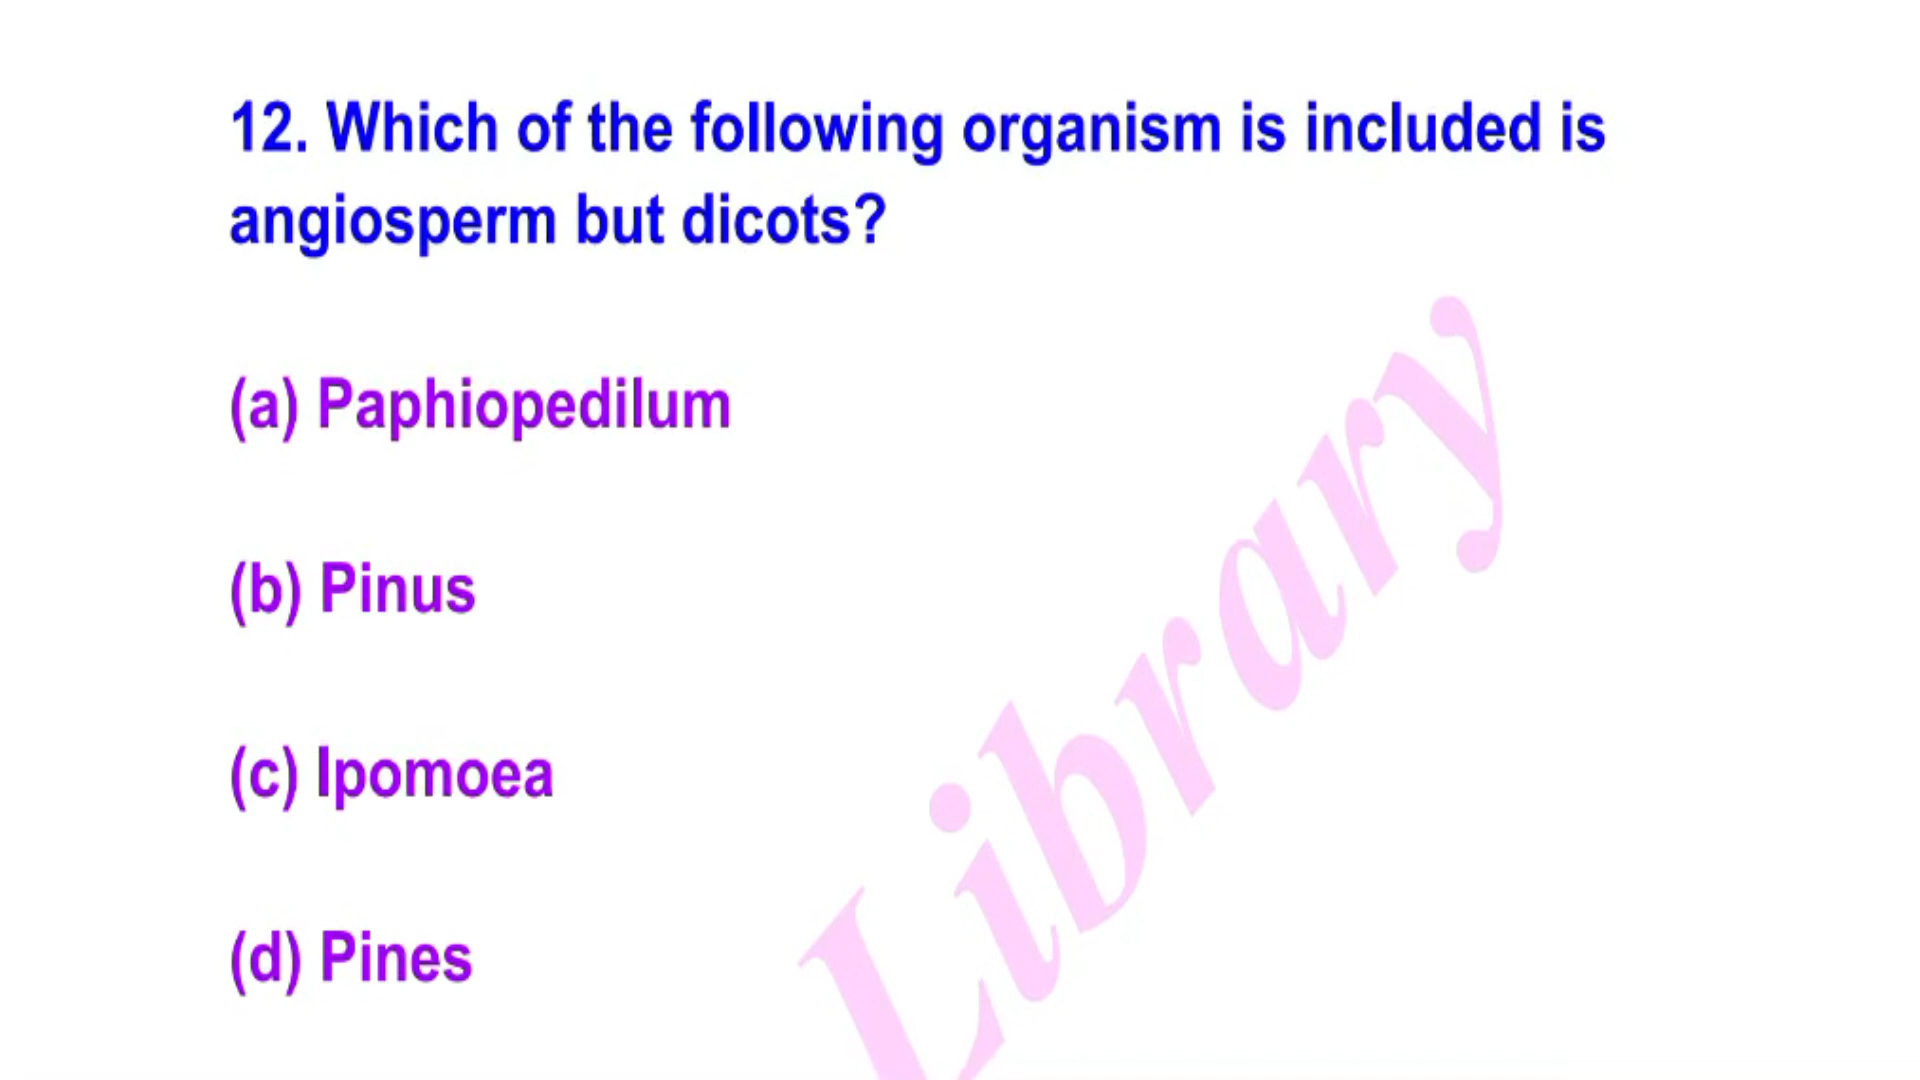 12. Which of the following organism is included is
angiosperm but dicots?
(a) Paphiopedilum
(b) Pinus
(c) Ipomoea
(d) Pines
Library